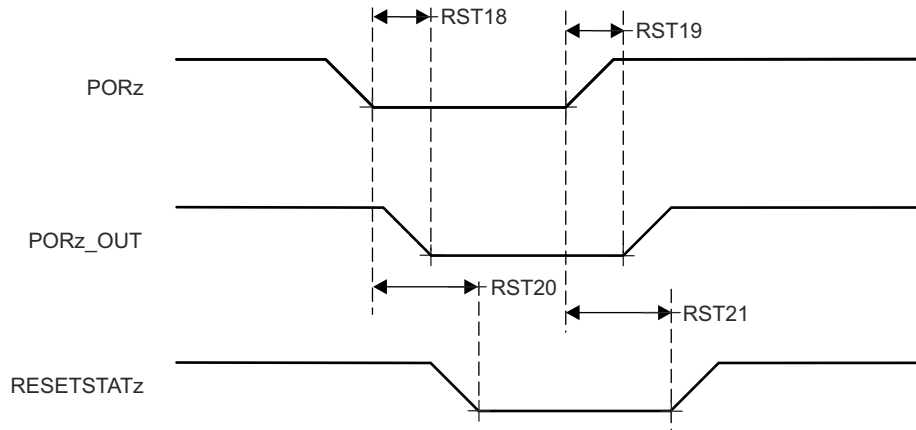 RST18
RST19
PORz
PORz_OUT
RST20
RST21
RESETSTATz